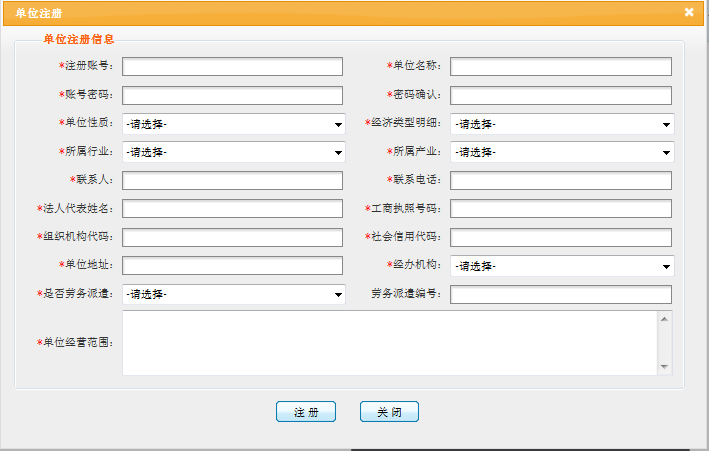 单位注册
单位注册信息
*注册账号： *单位名称：
*账号密码： *密码确认：
*单位性质： -请选择- *经济类型明细： -请选择-
*所属行业： -请选择- *所属产业： -请选择-
*联系人： *联系电话：
*法人代表姓名： *工商执照号码：
*组织机构代码： *社会信用代码：
*单位地址： *经办机构： -请选择-
*是否劳务派遣： -请选择- 劳务派遣编号：
*单位经营范围：
注 册 关 闭